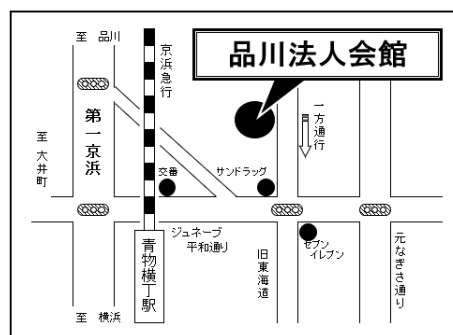 至 品川
京浜急行
品川法人会館
第一京浜
一方通行
至 大井町
交番
サンドラッグ
ジュネーブ
平和通り
青物横丁駅
旧東海道
セブン
イレブン
元なぎさ通り
至 横浜